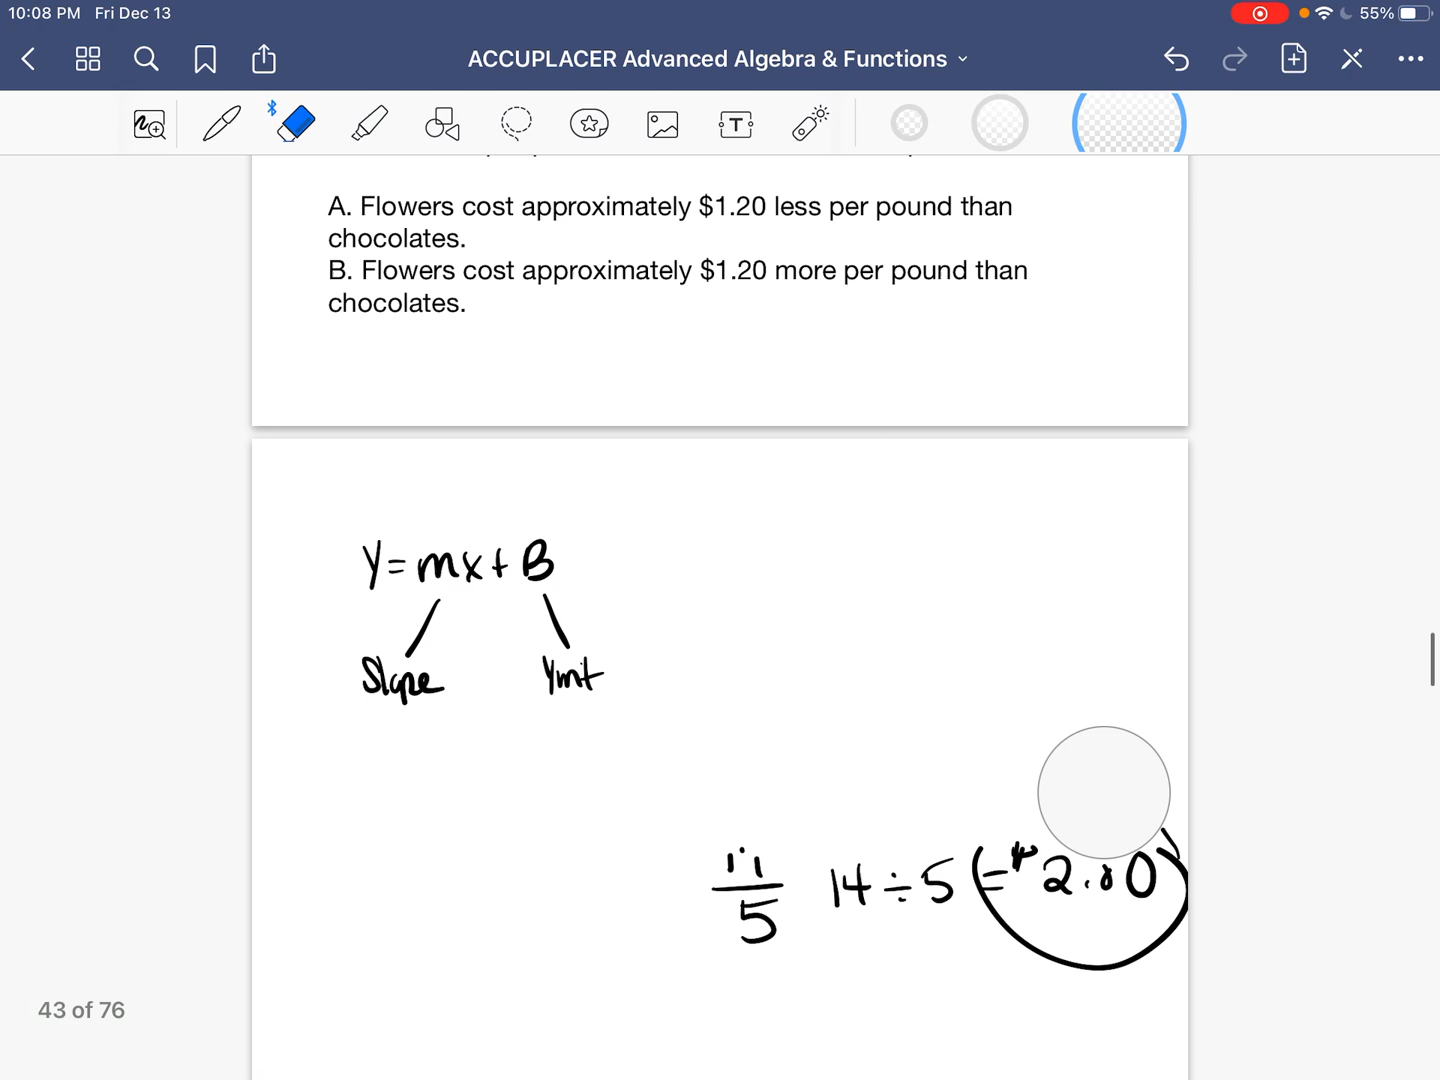 10:08 PM Fri Dec 13
55%
ACCUPLACER Advanced Algebra & Functions
A. Flowers cost approximately $1.20 less per pound than
chocolates.
B. Flowers cost approximately $1.20 more per pound than
chocolates.
Y = mx + B
Slope Yint
5
14 ÷ 5 = $2.80
43 of 76